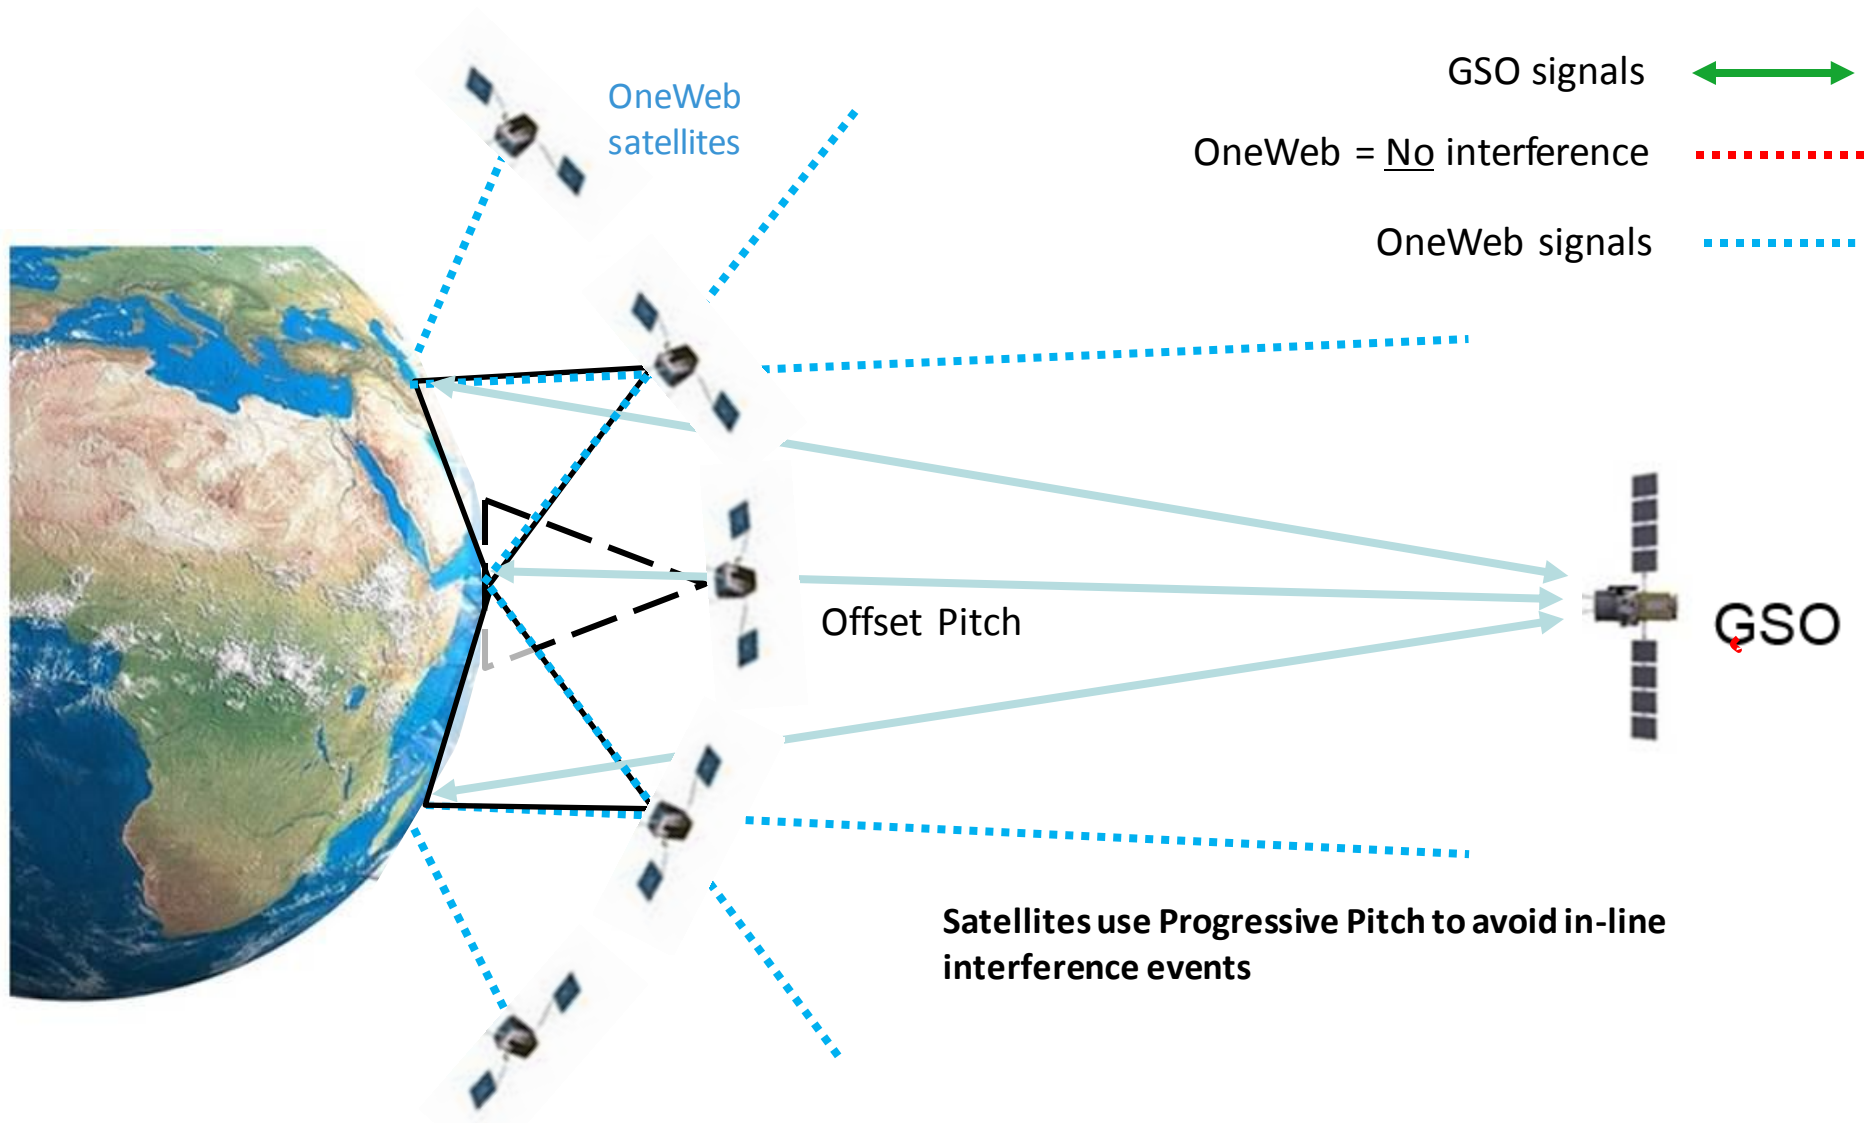 GSO signals
OneWeb = No interference
OneWeb signals
OneWeb
satellites
Offset Pitch
GSO
Satellites use Progressive Pitch to avoid in-line
interference events